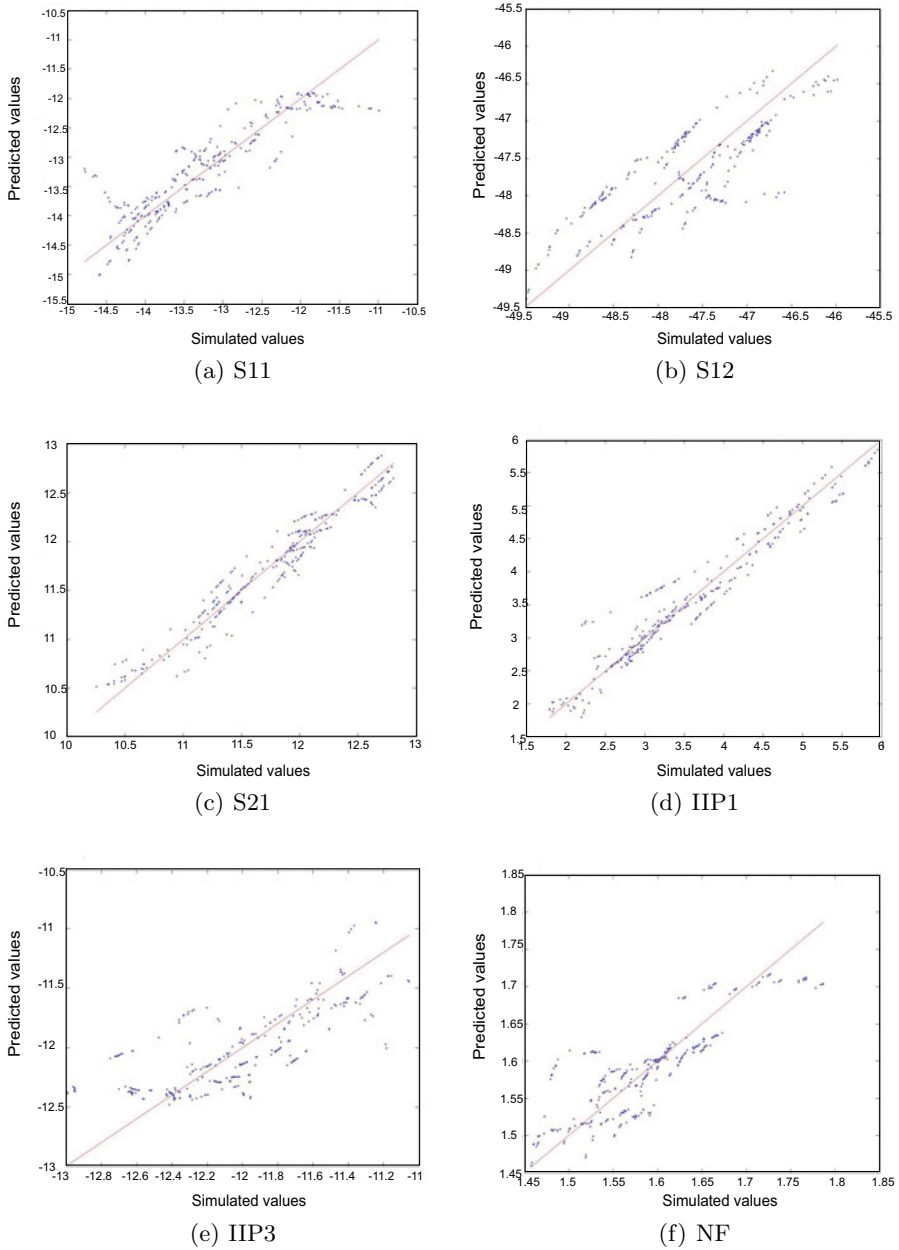 -10.5
-11
-11.5
-12
-12.5
-13
-13.5
-14
-14.5
-15
-15.5
-15 -14.5 -14 -13.5 -13 -12.5 -12 -11.5 -11 -10.5
Predicted values
Simulated values
(a) S11
-45.5
-46
-46.5
-47
-47.5
-48
-48.5
-49
-49.5
-49.5 -49 -48.5 -48 -47.5 -47 -46.5 -46 -45.5
Predicted values
Simulated values
(b) S12
13
12.5
12
11.5
11
10.5
10
10 10.5 11 11.5 12 12.5 13
Predicted values
Simulated values
(c) S21
6
5.5
5.5
4.5
4
3.5
3
2.5
2
1.5
1.5 2 2.5 3 3.5 4 4.5 5 5.5 6
Predicted values
Simulated values
(d) IIP1
-10.5
-11
-11.5
-12
-12.5
-13.
-13 -12.8 -12.6 -12.4 -12.2 -12 -11.8 -11.6 -11.4 -11.2 -11
Predicted values
Simulated values
(e) IIP3
1.85
1.8
1.75
1.7
1.65
1.6
1.55
1.5
1.45
1.45 1.5 1.55 1.6 1.65 1.7 1.75 1.8 1.85
Predicted values
Simulated values
(f) NF